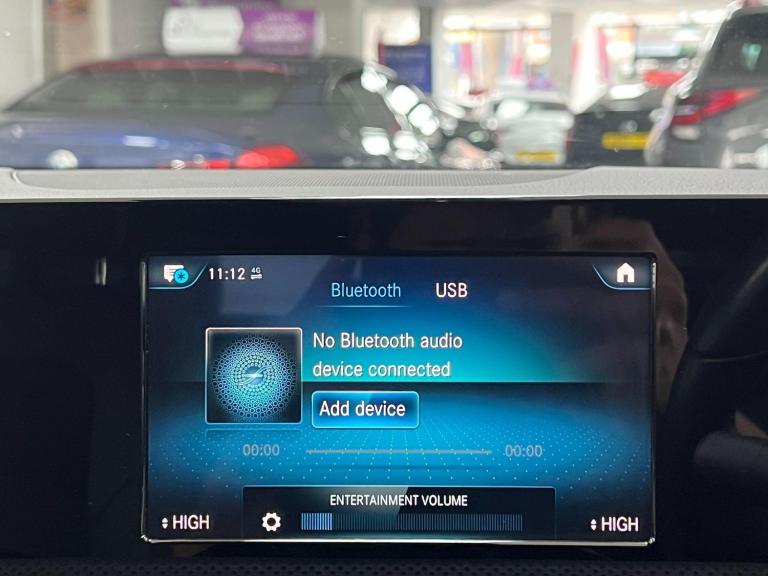 11:12 4G
Bluetooth USB
No Bluetooth audio
device connected
Add device
00:00 00:00
ENTERTAINMENT VOLUME
HIGH HIGH